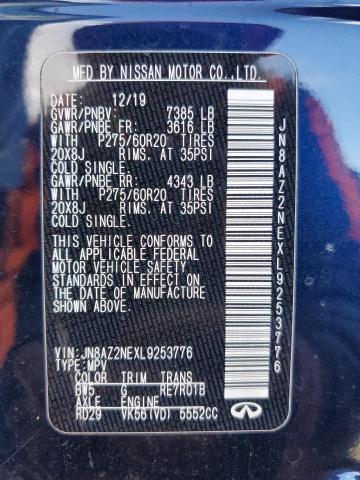 MFD BY NISSAN MOTOR CO.,LTD.
DATE: 12/19
GVWR/PNBV: 7385 LB
GAWR/PNBE FR: 3616 LB
WITH P275/60R20 TIRES
20X8J RIMS. AT 35PSI
COLD SINGLE.
GAWR/PNBE RR: 4343 LB
WITH P275/60R20 TIRES
20X8J RIMS. AT 35PSI
COLD SINGLE.
THIS VEHICLE CONFORMS TO
ALL APPLICABLE FEDERAL
MOTOR VEHICLE SAFETY
STANDARDS IN EFFECT ON
THE DATE OF MANUFACTURE
SHOWN ABOVE.
VIN:JN8AZ2NEXL9253776
TYPE:MPV
COLOR TRIM TRANS
BW5 G RE7R01B
AXLE ENGINE
RD29 VK56(VD) 5552CC
JN8AZ2NEXL9253776
INFINITI